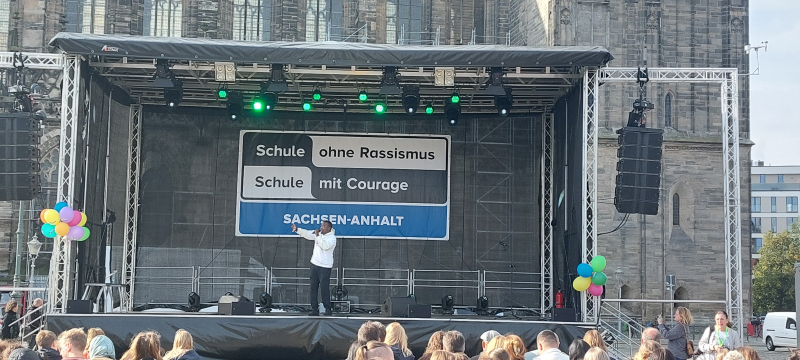 Schule ohne Rassismus
Schule mit Courage
SACHSEN-ANHALT